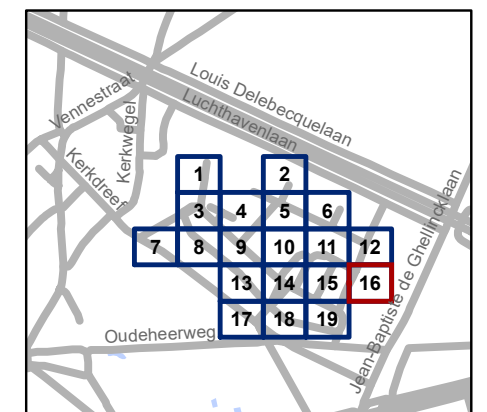 Louis Delebecquelaan
Luchthavenlaan
Vennestraat
Kerkwegel
Kerkdreef
1 2
3 4 5 6
7 8 9 10 11 12
13 14 15 16
17 18 19
Oudeheerweg
Jean-Baptiste de Ghellincklaan